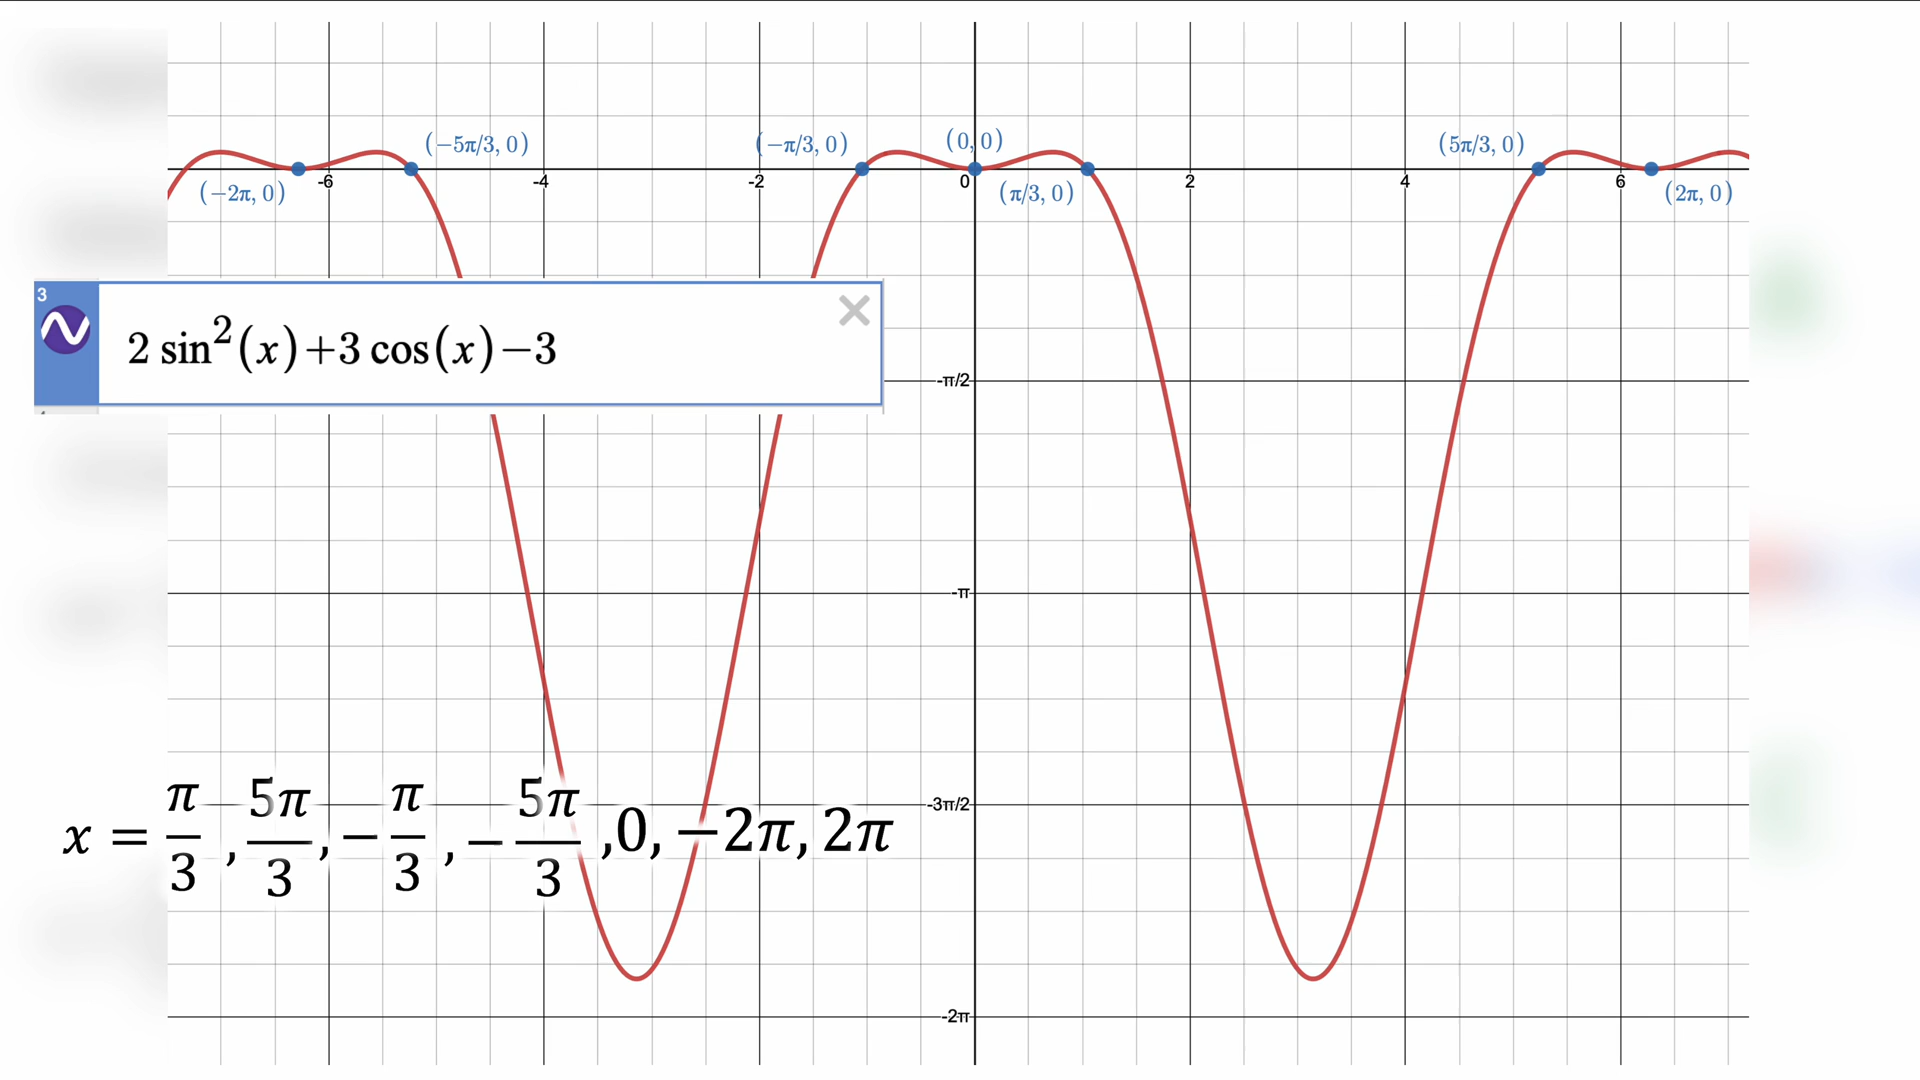 (−5π/3, 0) (−π/3, 0) (0, 0) (5π/3, 0)
-6 -4 -2 0 2 4 6
(−2π, 0) (π/3, 0) (2π, 0)
3
2 sin²(x)+3 cos(x)−3
-π/2
-π
-3π/2
x = π/3 , 5π/3, −π/3 , −5π/3 ,0, −2π, 2π
-2π